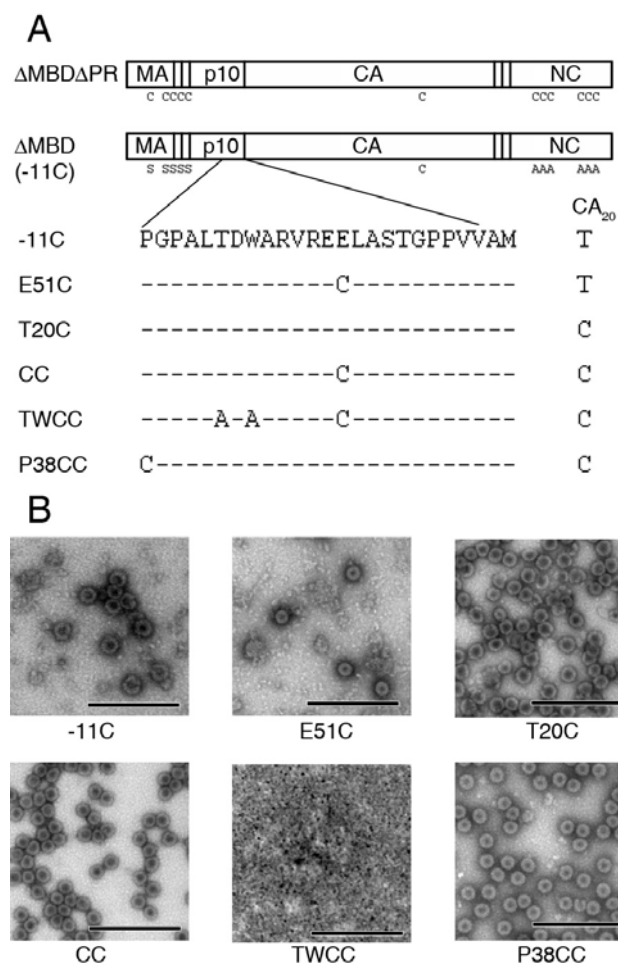 A
ΔMBDΔPR MA p10 CA NC
C CCCC C CCC CCC
ΔMBD MA p10 CA NC
(-11C) S SSSS C AAA AAA
CA20
-11C PGPALTDWARVREELASTGPPVVAM T
E51C -------------C----------- T
T20C ------------------------- C
CC -------------C----------- C
TWCC -----A-A-----C----------- C
P38CC C------------------------ C
B
-11C E51C T20C
CC TWCC P38CC